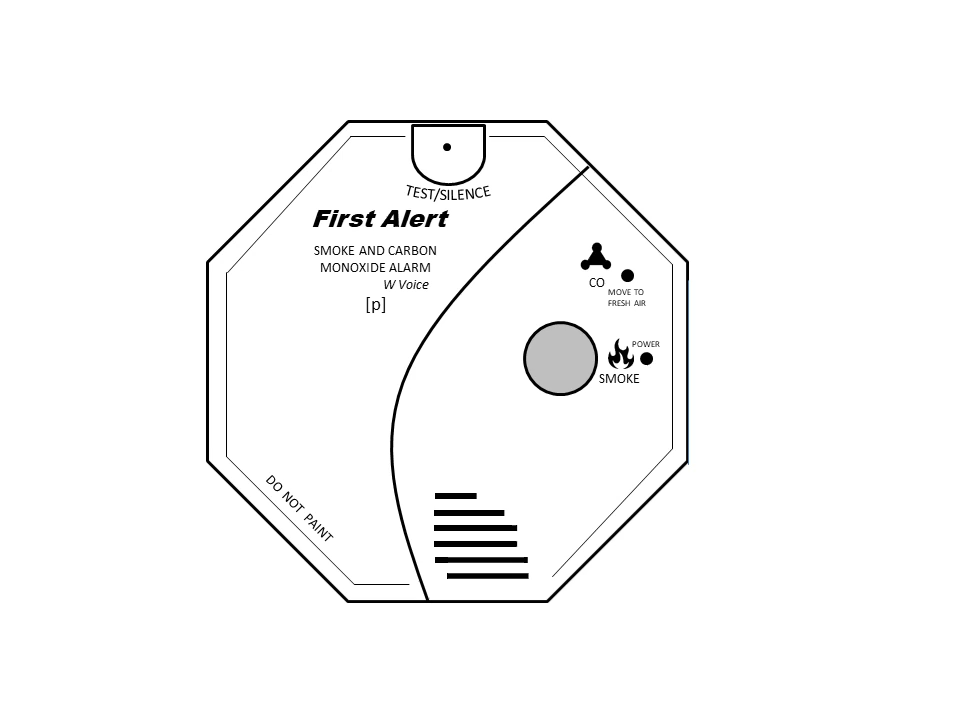 TEST/SILENCE
First Alert
SMOKE AND CARBON
MONOXIDE ALARM
W Voice
[p]
CO
MOVE TO
FRESH AIR
POWER
SMOKE
DO NOT PAINT